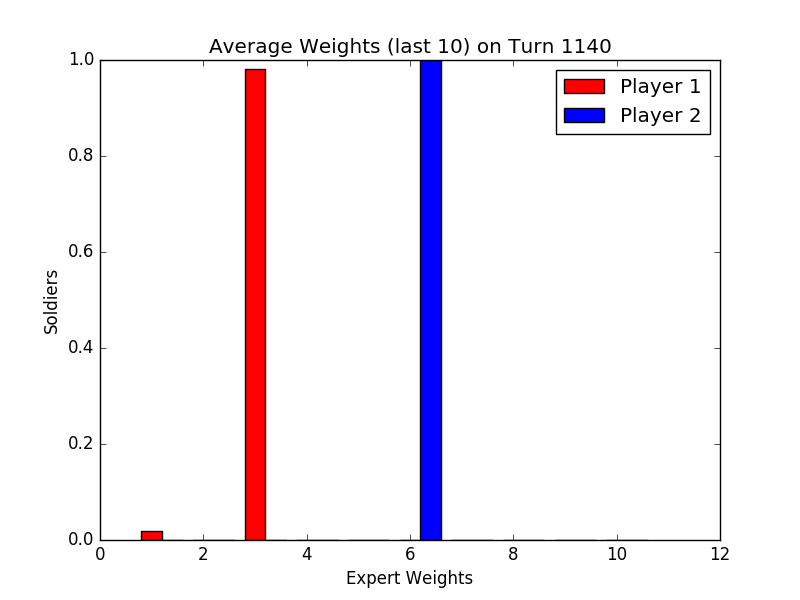 Average Weights (last 10) on Turn 1140
Player 1
Player 2
1.0
0.8
0.6
0.4
0.2
0.0
Soldiers
0 2 4 6 8 10 12
Expert Weights